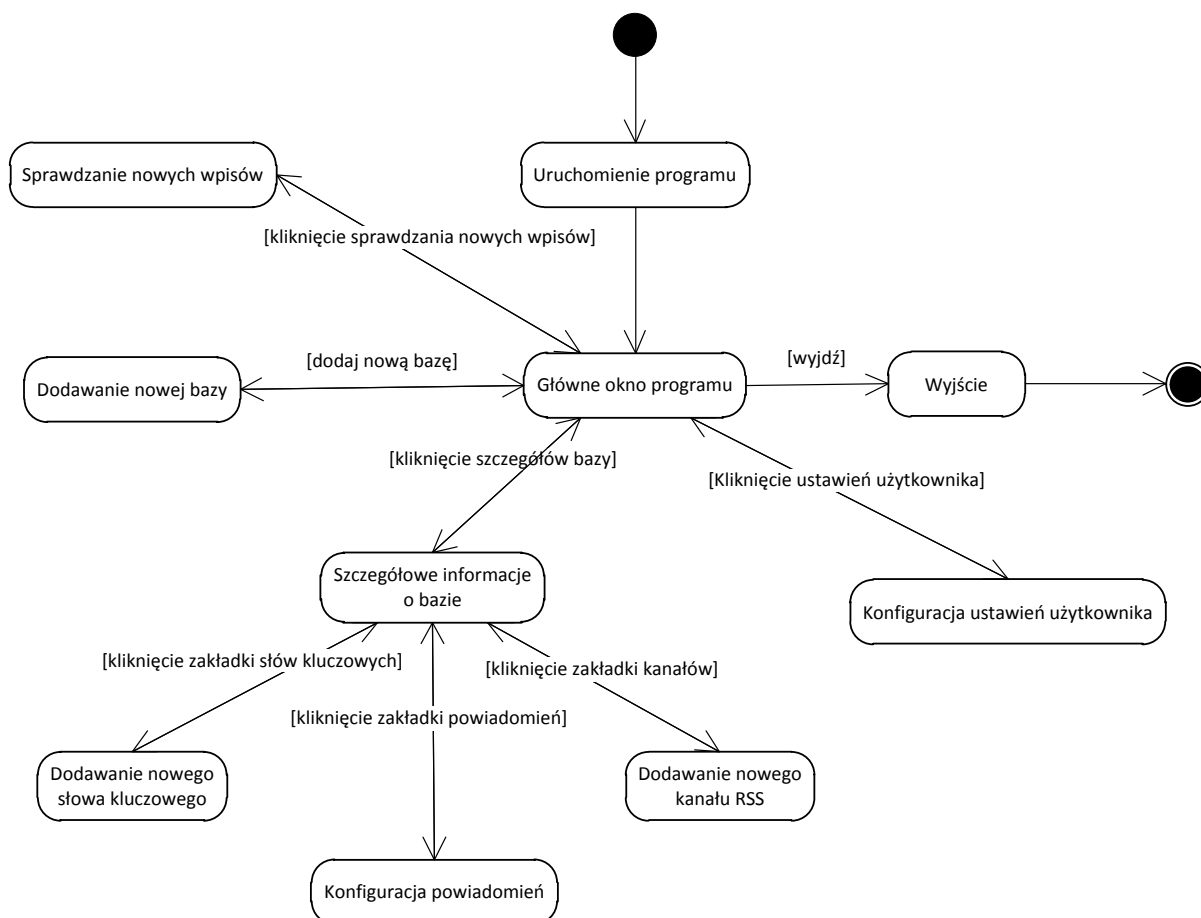 Sprawdzanie nowych wpisów
Uruchomienie programu
[kliknięcie sprawdzania nowych wpisów]
[dodaj nową bazę]
[wyjdź]
Dodawanie nowej bazy
Główne okno programu
Wyjście
[kliknięcie szczegółów bazy]
[Kliknięcie ustawień użytkownika]
Szczegółowe informacje
o bazie
Konfiguracja ustawień użytkownika
[kliknięcie zakładki słów kluczowych]
[kliknięcie zakładki kanałów]
[kliknięcie zakładki powiadomień]
Dodawanie nowego
słowa kluczowego
Dodawanie nowego
kanału RSS
Konfiguracja powiadomień